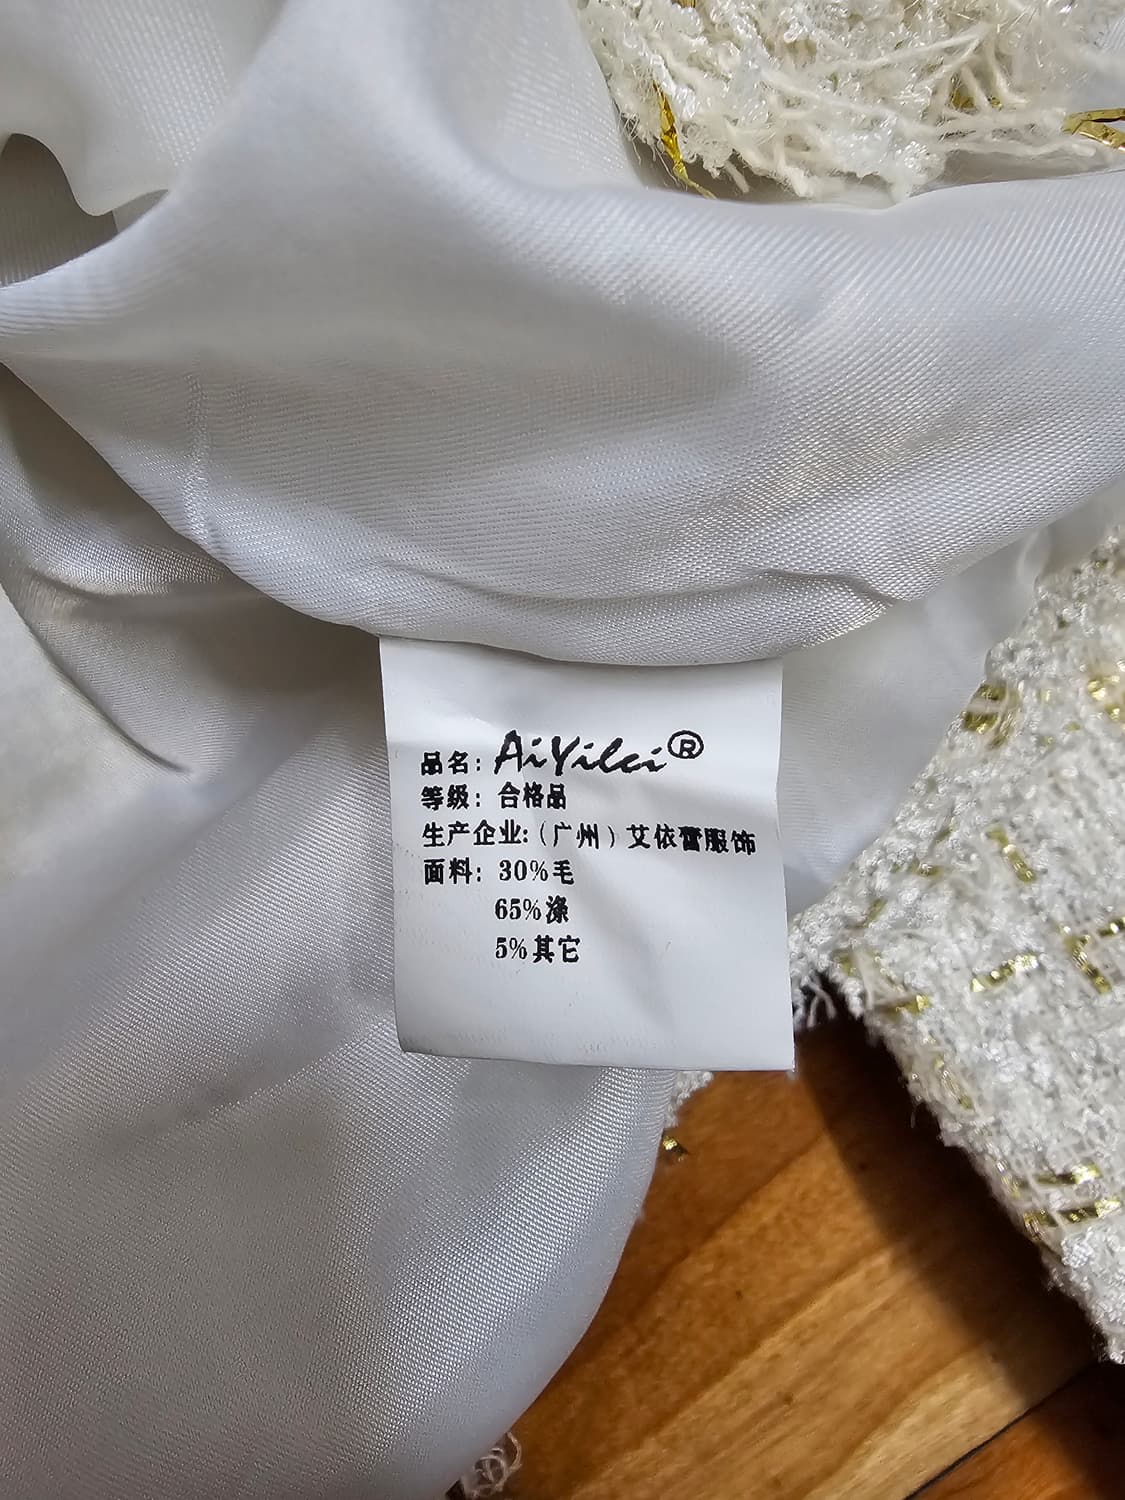 品名: AiYilei®
等级: 合格品
生产企业:(广州)艾依蕾服饰
面料: 30%毛
65%涤
5%其它